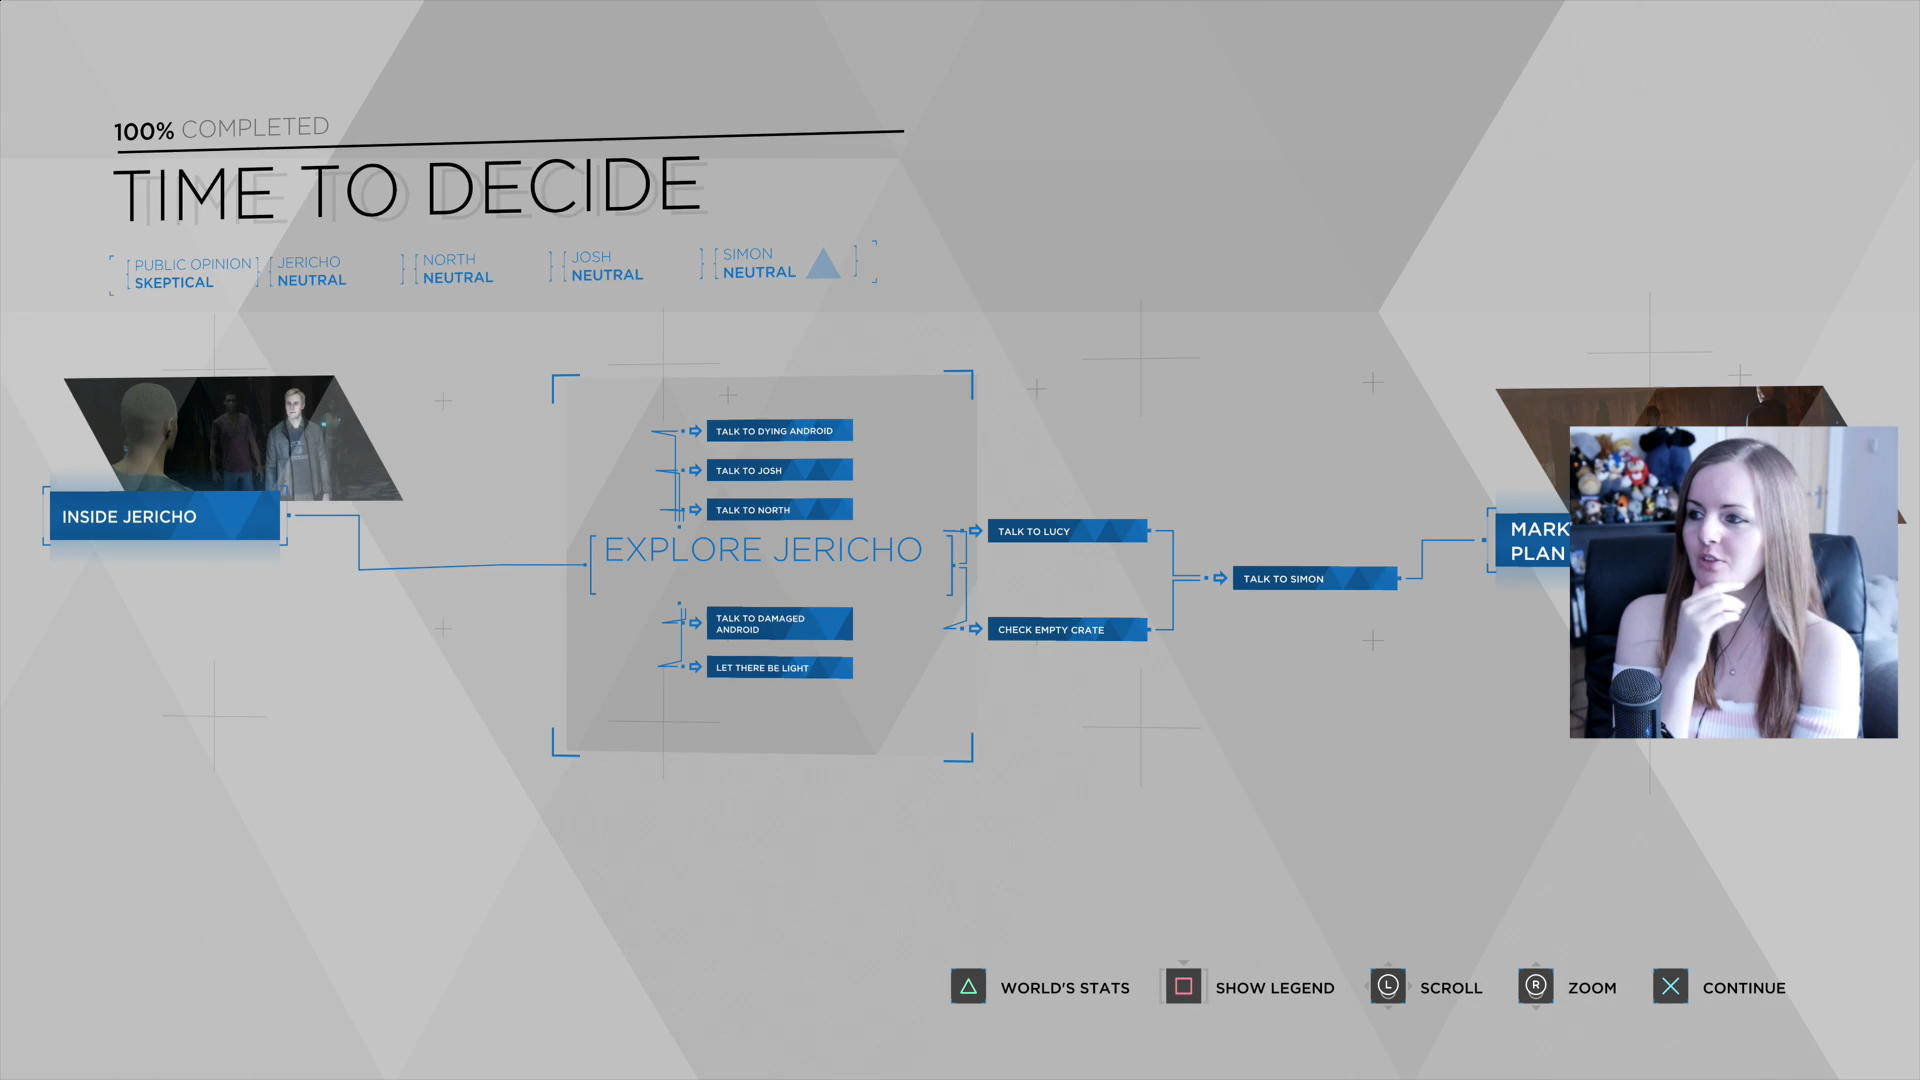 100% COMPLETED
TIME TO DECIDE
PUBLIC OPINION
SKEPTICAL
JERICHO
NEUTRAL
NORTH
NEUTRAL
JOSH
NEUTRAL
SIMON
NEUTRAL
INSIDE JERICHO
TALK TO DYING ANDROID
TALK TO JOSH
TALK TO NORTH
EXPLORE JERICHO
TALK TO DAMAGED
ANDROID
LET THERE BE LIGHT
TALK TO LUCY
CHECK EMPTY CRATE
TALK TO SIMON
MARK
PLAN
WORLD'S STATS
SHOW LEGEND
L
SCROLL
R
ZOOM
CONTINUE